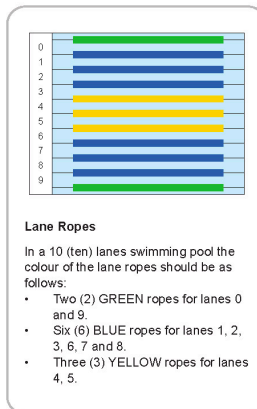 0
1
2
3
4
5
6
7
8
9
Lane Ropes
In a 10 (ten) lanes swimming pool the
colour of the lane ropes should be as
follows:
• Two (2) GREEN ropes for lanes 0
and 9.
• Six (6) BLUE ropes for lanes 1, 2,
3, 6, 7 and 8.
• Three (3) YELLOW ropes for lanes
4, 5.